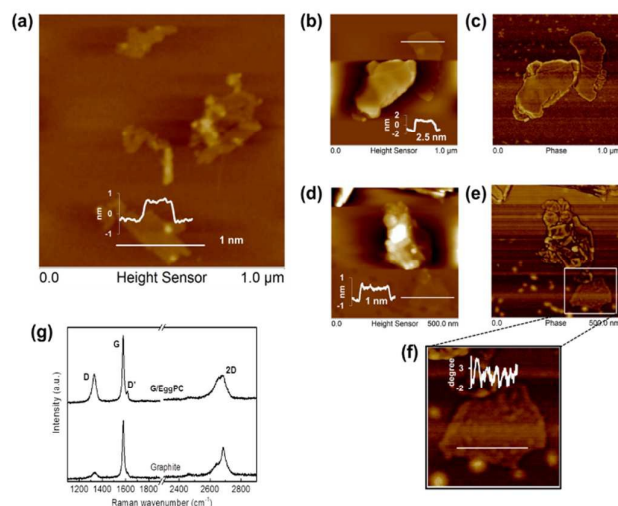 (a)
nm
1
0
-1
1 nm
0.0 Height Sensor 1.0 μm
(b)
nm
2
0
-2
2.5 nm
0.0 Height Sensor 1.0 μm
(c)
0.0 Phase 1.0 μm
(d)
nm
1
-1
1 nm
0.0 Height Sensor 500.0 nm
(e)
0.0 Phase 500.0 nm
(f)
degree
3
-2
(g)
Intensity (a.u.)
G
D
D'
G/EggPC
2D
Graphite
1200 1400 1600 1800 2400 2600 2800
Raman wavenumber (cm-1)